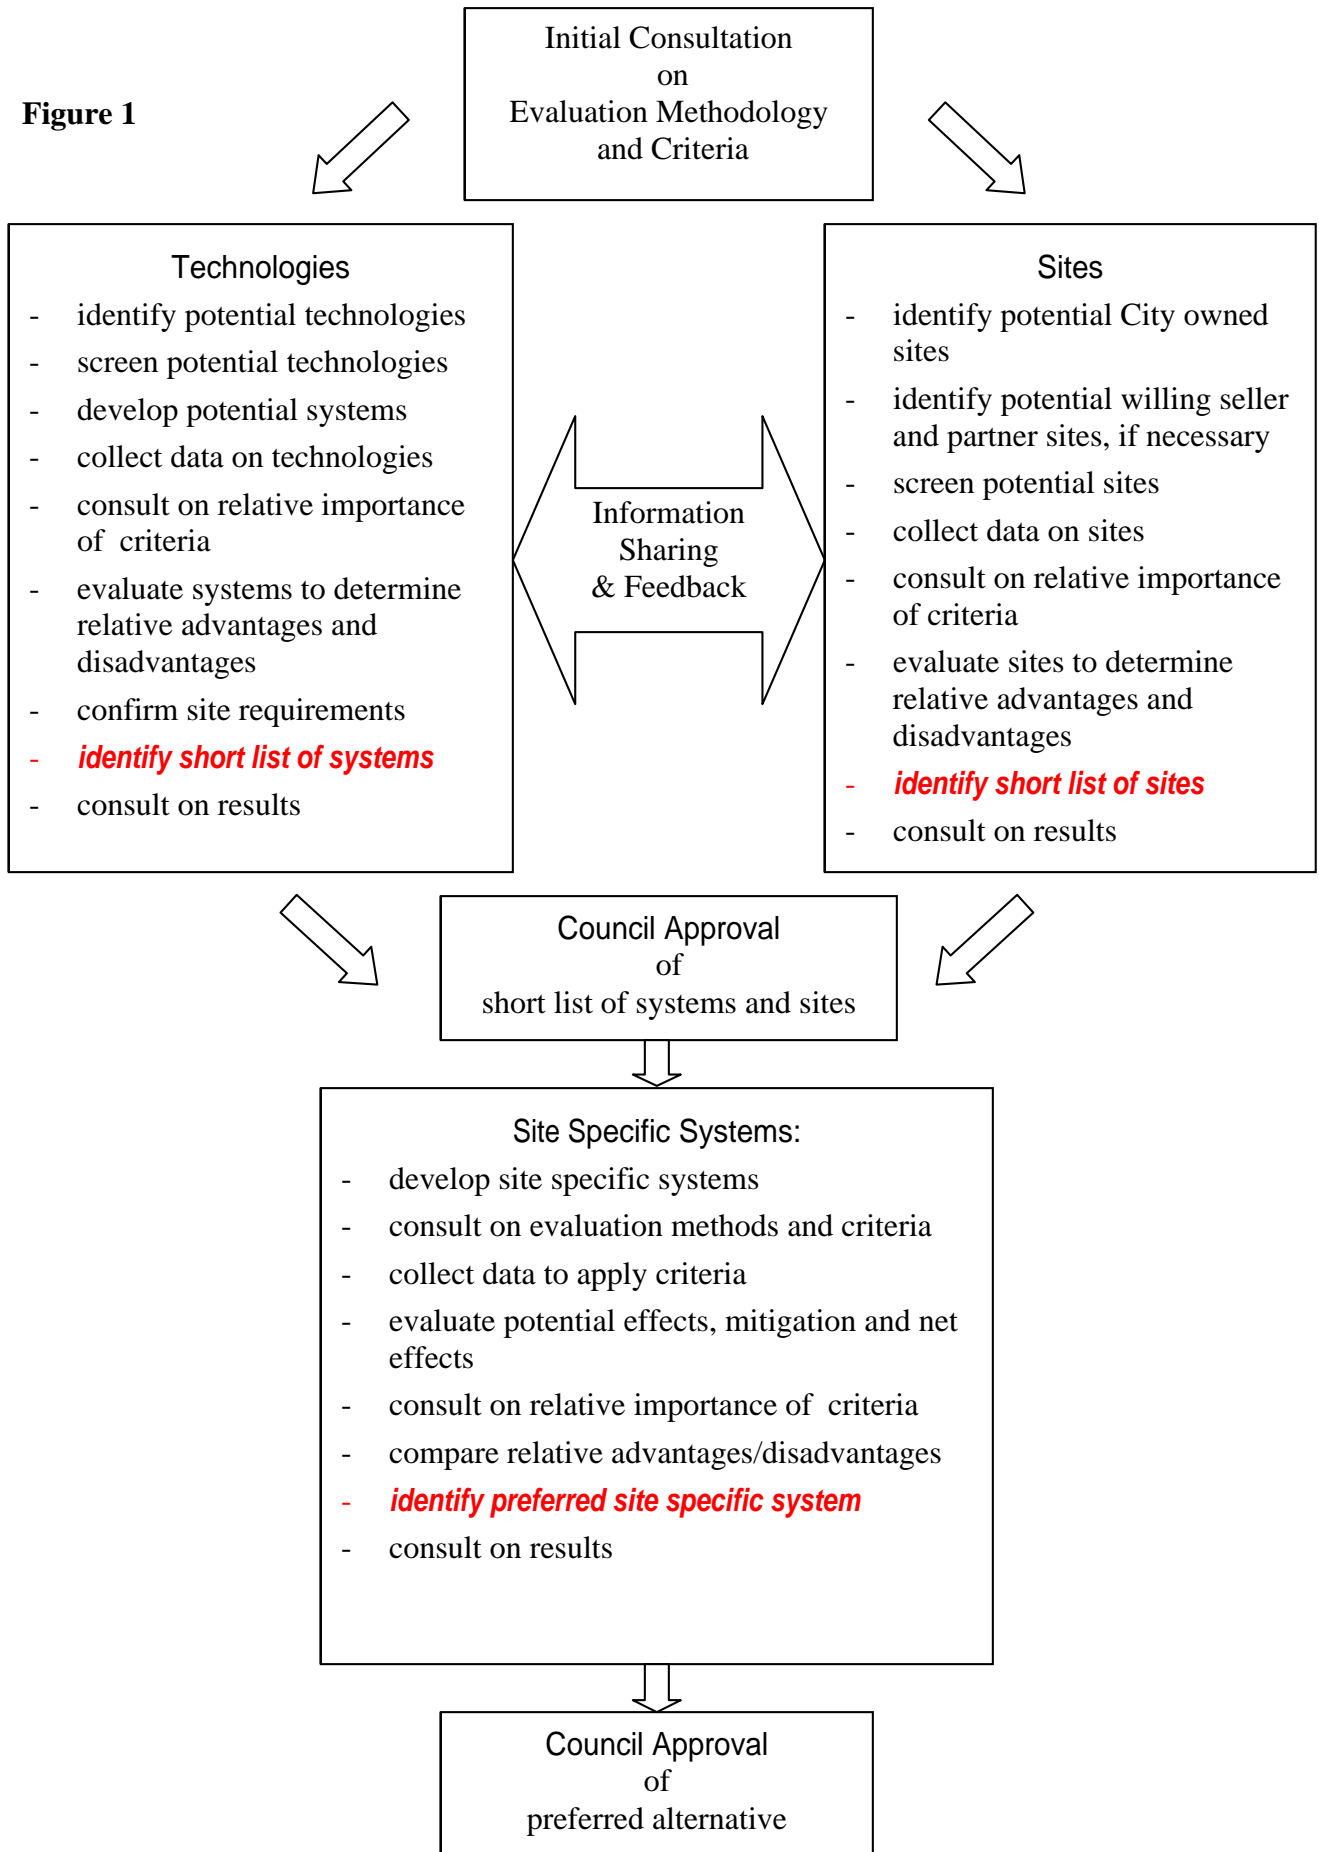 Figure 1
Initial Consultation
on
Evaluation Methodology
and Criteria
Technologies
- identify potential technologies
- screen potential technologies
- develop potential systems
- collect data on technologies
- consult on relative importance
of criteria
- evaluate systems to determine
relative advantages and
disadvantages
- confirm site requirements
- identify short list of systems
- consult on results
Information
Sharing
& Feedback
Sites
- identify potential City owned
sites
- identify potential willing seller
and partner sites, if necessary
- screen potential sites
- collect data on sites
- consult on relative importance
of criteria
- evaluate sites to determine
relative advantages and
disadvantages
- identify short list of sites
- consult on results
Council Approval
of
short list of systems and sites
Site Specific Systems:
- develop site specific systems
- consult on evaluation methods and criteria
- collect data to apply criteria
- evaluate potential effects, mitigation and net
effects
- consult on relative importance of criteria
- compare relative advantages/disadvantages
- identify preferred site specific system
- consult on results
Council Approval
of
preferred alternative